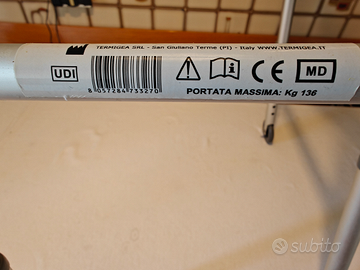 TERMIGEA SRL - San Giuliano Terme (PI) - Italy WWW.TERMIGEA.IT
UDI
8 057284 733270
CE
MD
PORTATA MASSIMA: Kg 136
subito